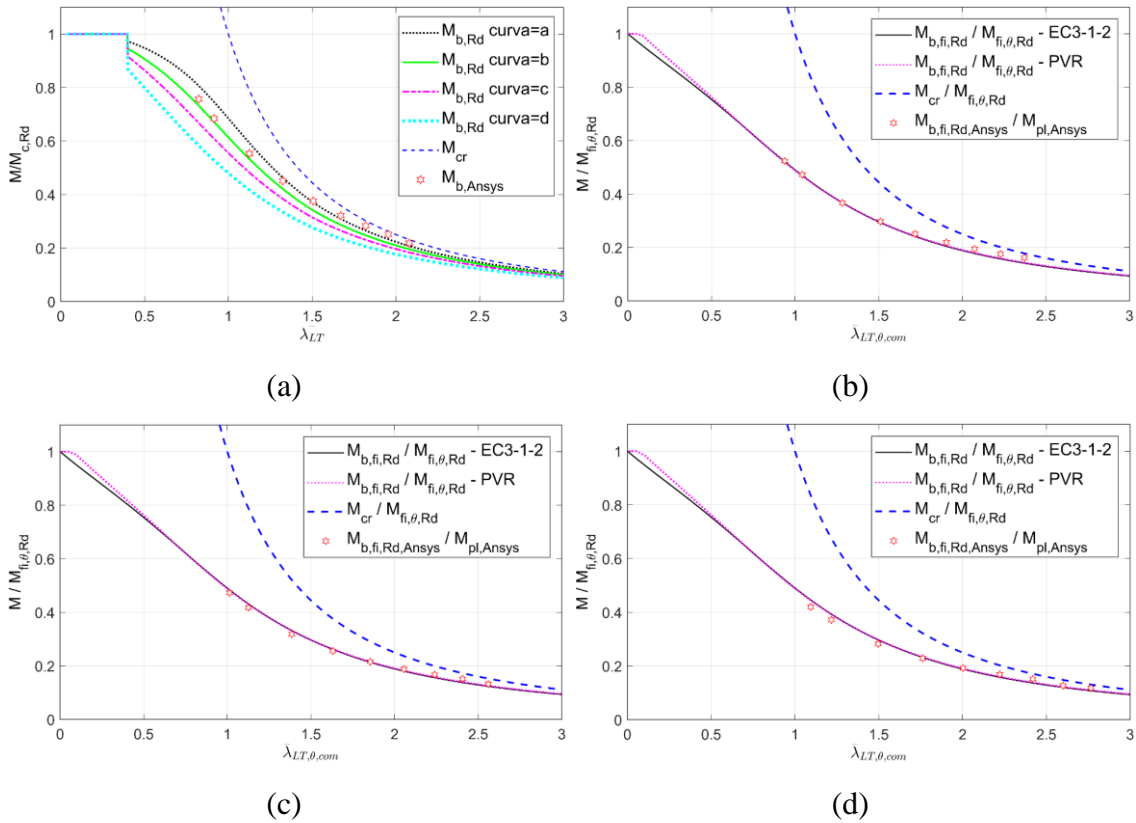 M/M_c,Rd
1
0.8
0.6
0.4
0.2
0
0 0.5 1 1.5 2 2.5 3
λ̄_LT
M_b,Rd curva=a
M_b,Rd curva=b
M_b,Rd curva=c
M_b,Rd curva=d
M_cr
M_b,Ansys
(a)
M / M_fi,θ,Rd
1
0.8
0.6
0.4
0.2
0
0 0.5 1 1.5 2 2.5 3
λ̄_LT,θ,com
M_b,fi,Rd / M_fi,θ,Rd - EC3-1-2
M_b,fi,Rd / M_fi,θ,Rd - PVR
M_cr / M_fi,θ,Rd
M_b,fi,Rd,Ansys / M_pl,Ansys
(b)
M / M_fi,θ,Rd
1
0.8
0.6
0.4
0.2
0
0 0.5 1 1.5 2 2.5 3
λ̄_LT,θ,com
M_b,fi,Rd / M_fi,θ,Rd - EC3-1-2
M_b,fi,Rd / M_fi,θ,Rd - PVR
M_cr / M_fi,θ,Rd
M_b,fi,Rd,Ansys / M_pl,Ansys
(c)
M / M_fi,θ,Rd
1
0.8
0.6
0.4
0.2
0
0 0.5 1 1.5 2 2.5 3
λ̄_LT,θ,com
M_b,fi,Rd / M_fi,θ,Rd - EC3-1-2
M_b,fi,Rd / M_fi,θ,Rd - PVR
M_cr / M_fi,θ,Rd
M_b,fi,Rd,Ansys / M_pl,Ansys
(d)